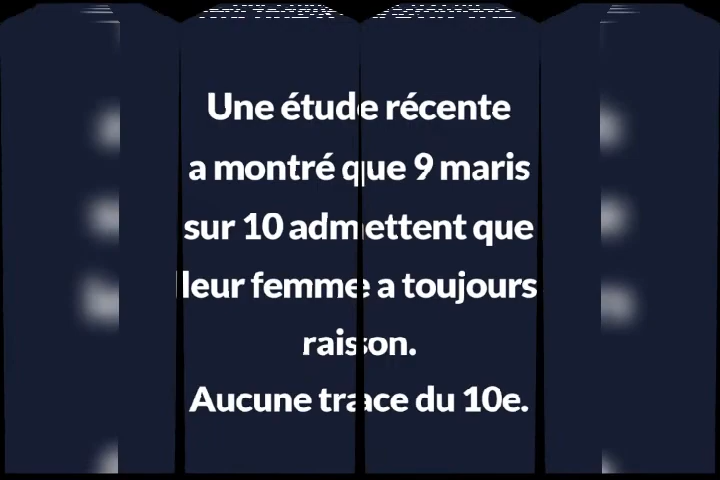 Une étude récente
a montré que 9 maris
sur 10 admettent que
leur femme a toujours
raison.
Aucune trace du 10e.